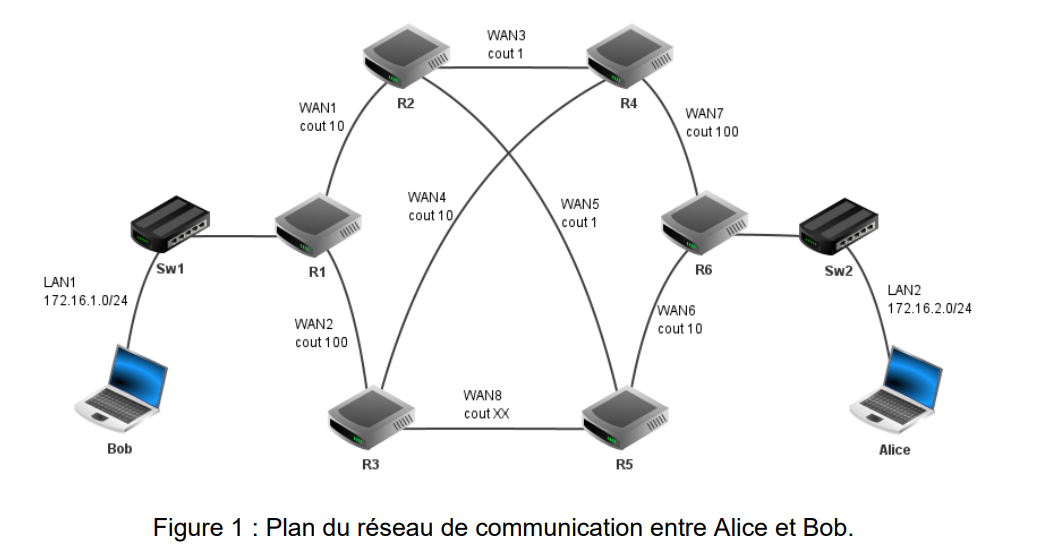 WAN3
cout 1
R2
R4
WAN1
cout 10
WAN7
cout 100
WAN4
cout 10
WAN5
cout 1
Sw1
R1
R6
Sw2
LAN1
172.16.1.0/24
LAN2
172.16.2.0/24
WAN2
cout 100
WAN6
cout 10
WAN8
cout XX
Bob
R3
R5
Alice
Figure 1 : Plan du réseau de communication entre Alice et Bob.